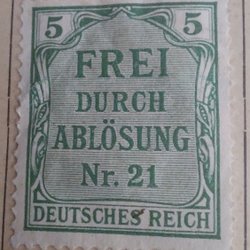 5 5
FREI
DURCH
ABLÖSUNG
Nr. 21
DEUTSCHES REICH